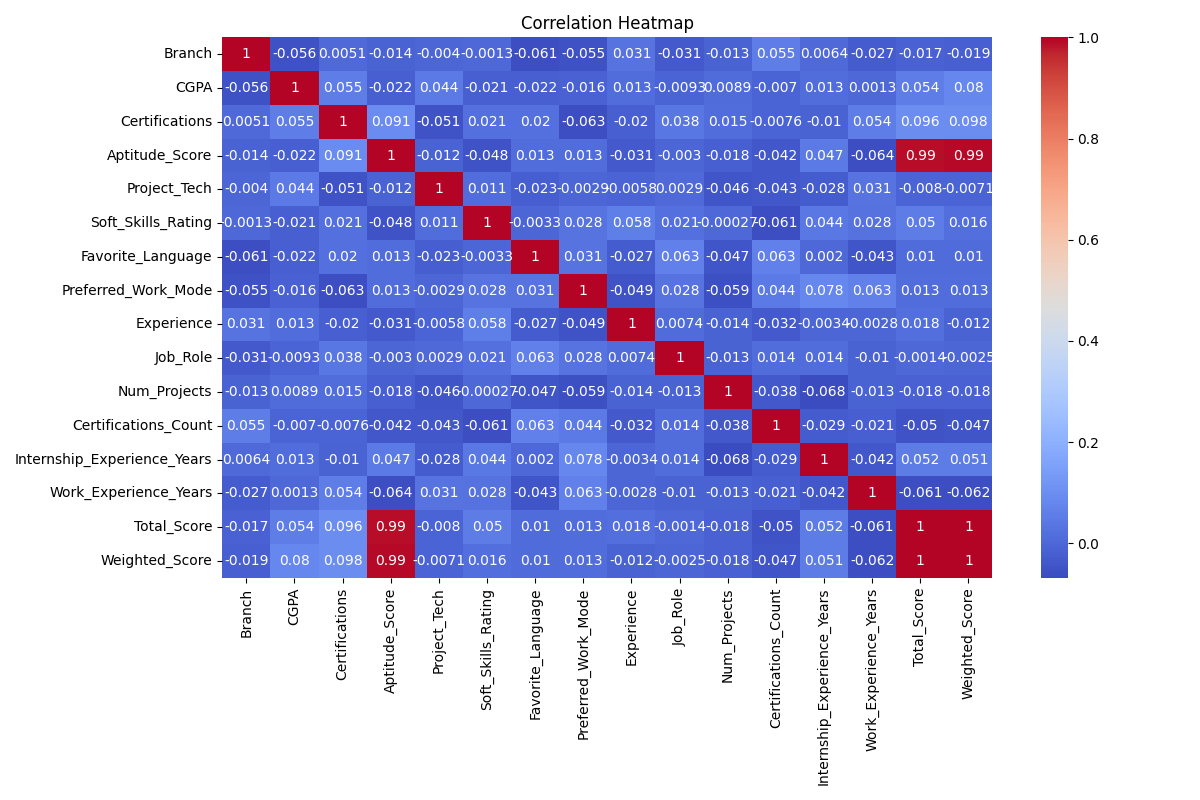 Correlation Heatmap
Branch 1 -0.056 0.0051 -0.014 -0.004 -0.0013 -0.061 -0.055 0.031 -0.031 -0.013 0.055 0.0064 -0.027 -0.017 -0.019
CGPA -0.056 1 0.055 -0.022 0.044 -0.021 -0.022 -0.016 0.013 -0.0093 0.0089 -0.007 0.013 0.0013 0.054 0.08
Certifications 0.0051 0.055 1 0.091 -0.051 0.021 0.02 -0.063 -0.02 0.038 0.015 -0.0076 -0.01 0.054 0.096 0.098
Aptitude_Score -0.014 -0.022 0.091 1 -0.012 -0.048 0.013 0.013 -0.031 -0.003 -0.018 -0.042 0.047 -0.064 0.99 0.99
Project_Tech -0.004 0.044 -0.051 -0.012 1 0.011 -0.023 -0.0029 -0.0058 0.0029 -0.046 -0.043 -0.028 0.031 -0.008 -0.0071
Soft_Skills_Rating -0.0013 -0.021 0.021 -0.048 0.011 1 -0.0033 0.028 0.058 0.021 -0.00027 -0.061 0.044 0.028 0.05 0.016
Favorite_Language -0.061 -0.022 0.02 0.013 -0.023 -0.0033 1 0.031 -0.027 0.063 -0.047 0.063 0.002 -0.043 0.01 0.01
Preferred_Work_Mode -0.055 -0.016 -0.063 0.013 -0.0029 0.028 0.031 1 -0.049 0.028 -0.059 0.044 0.078 0.063 0.013 0.013
Experience 0.031 0.013 -0.02 -0.031 -0.0058 0.058 -0.027 -0.049 1 0.0074 -0.014 -0.032 -0.0034 -0.0028 0.018 -0.012
Job_Role -0.031 -0.0093 0.038 -0.003 0.0029 0.021 0.063 0.028 0.0074 1 -0.013 0.014 0.014 -0.01 -0.0014 -0.0025
Num_Projects -0.013 0.0089 0.015 -0.018 -0.046 -0.00027 -0.047 -0.059 -0.014 -0.013 1 -0.038 -0.068 -0.013 -0.018 -0.018
Certifications_Count 0.055 -0.007 -0.0076 -0.042 -0.043 -0.061 0.063 0.044 -0.032 0.014 -0.038 1 -0.029 -0.021 -0.05 -0.047
Internship_Experience_Years 0.0064 0.013 -0.01 0.047 -0.028 0.044 0.002 0.078 -0.0034 0.014 -0.068 -0.029 1 -0.042 0.052 0.051
Work_Experience_Years -0.027 0.0013 0.054 -0.064 0.031 0.028 -0.043 0.063 -0.0028 -0.01 -0.013 -0.021 -0.042 1 -0.061 -0.062
Total_Score -0.017 0.054 0.096 0.99 -0.008 0.05 0.01 0.013 0.018 -0.0014 -0.018 -0.05 0.052 -0.061 1 1
Weighted_Score -0.019 0.08 0.098 0.99 -0.0071 0.016 0.01 0.013 -0.012 -0.0025 -0.018 -0.047 0.051 -0.062 1 1
Branch
CGPA
Certifications
Aptitude_Score
Project_Tech
Soft_Skills_Rating
Favorite_Language
Preferred_Work_Mode
Experience
Job_Role
Num_Projects
Certifications_Count
Internship_Experience_Years
Work_Experience_Years
Total_Score
Weighted_Score
1.0
0.8
0.6
0.4
0.2
0.0